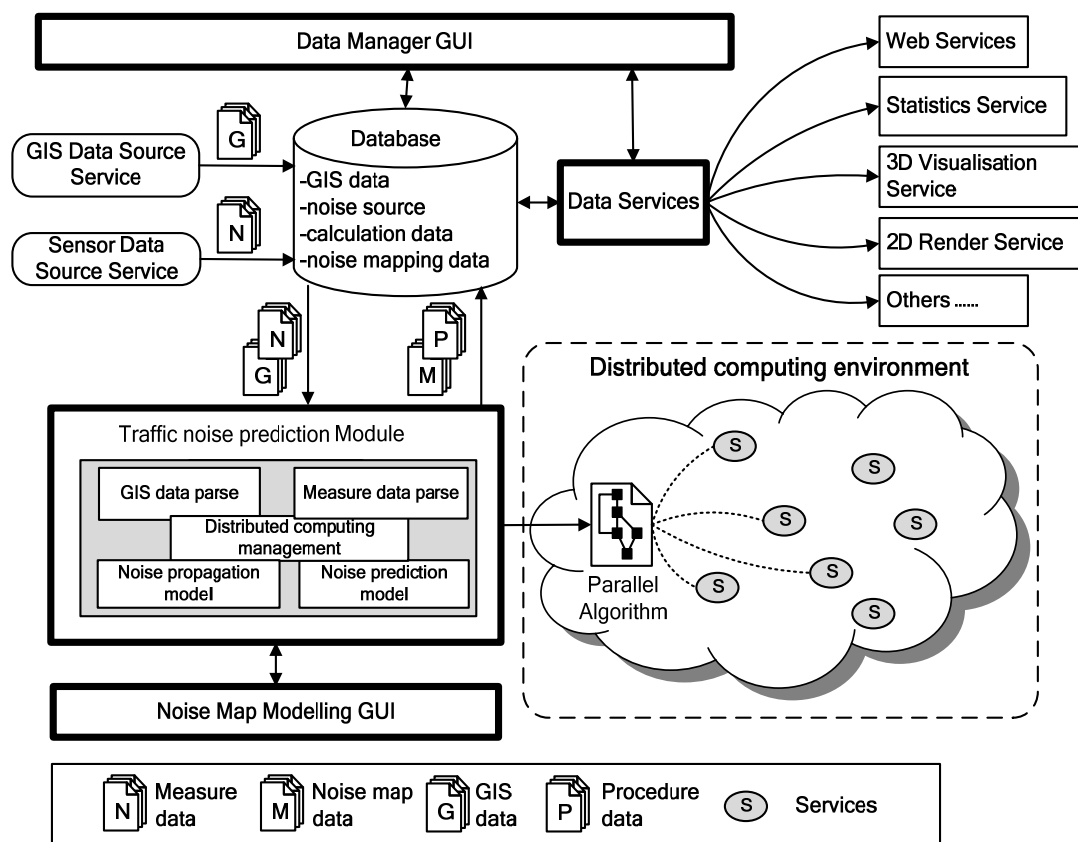 Data Manager GUI
Web Services
Statistics Service
3D Visualisation
Service
2D Render Service
Others ......
G
GIS Data Source
Service
N
Sensor Data
Source Service
Database
-GIS data
-noise source
-calculation data
-noise mapping data
Data Services
N
G
P
M
Traffic noise prediction Module
GIS data parse
Measure data parse
Distributed computing
management
Noise propagation
model
Noise prediction
model
Noise Map Modelling GUI
Distributed computing environment
Parallel
Algorithm
S
S
S
S
S
S
S
N
Measure
data
M
Noise map
data
G
GIS
data
P
Procedure
data
S
Services